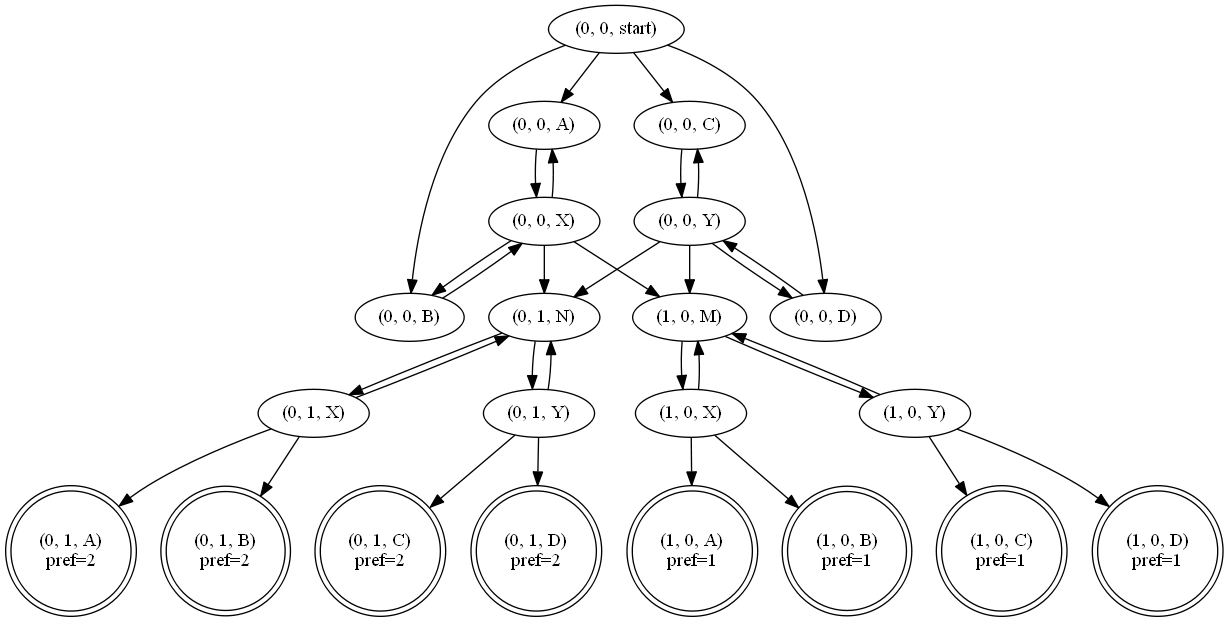 (0, 0, start)
(0, 0, A)
(0, 0, C)
(0, 0, X)
(0, 0, Y)
(0, 0, B)
(0, 1, N)
(1, 0, M)
(0, 0, D)
(0, 1, X)
(0, 1, Y)
(1, 0, X)
(1, 0, Y)
(0, 1, A)
pref=2
(0, 1, B)
pref=2
(0, 1, C)
pref=2
(0, 1, D)
pref=2
(1, 0, A)
pref=1
(1, 0, B)
pref=1
(1, 0, C)
pref=1
(1, 0, D)
pref=1